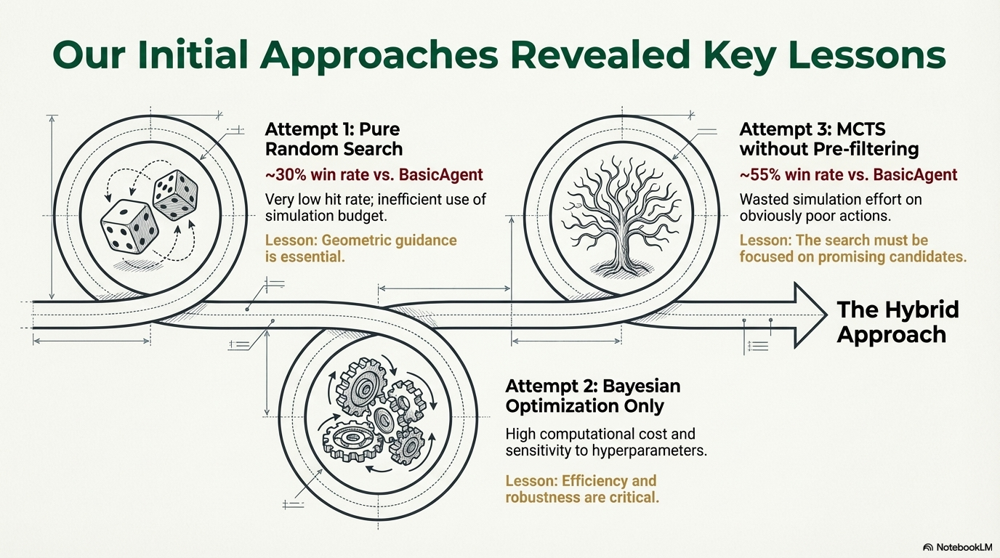 Our Initial Approaches Revealed Key Lessons
Attempt 1: Pure
Random Search
~30% win rate vs. BasicAgent
Very low hit rate; inefficient use of
simulation budget.
Lesson: Geometric guidance
is essential.
Attempt 2: Bayesian
Optimization Only
High computational cost and
sensitivity to hyperparameters.
Lesson: Efficiency and
robustness are critical.
Attempt 3: MCTS
without Pre-filtering
~55% win rate vs. BasicAgent
Wasted simulation effort on
obviously poor actions.
Lesson: The search must be
focused on promising candidates.
The Hybrid
Approach
NotebookLM